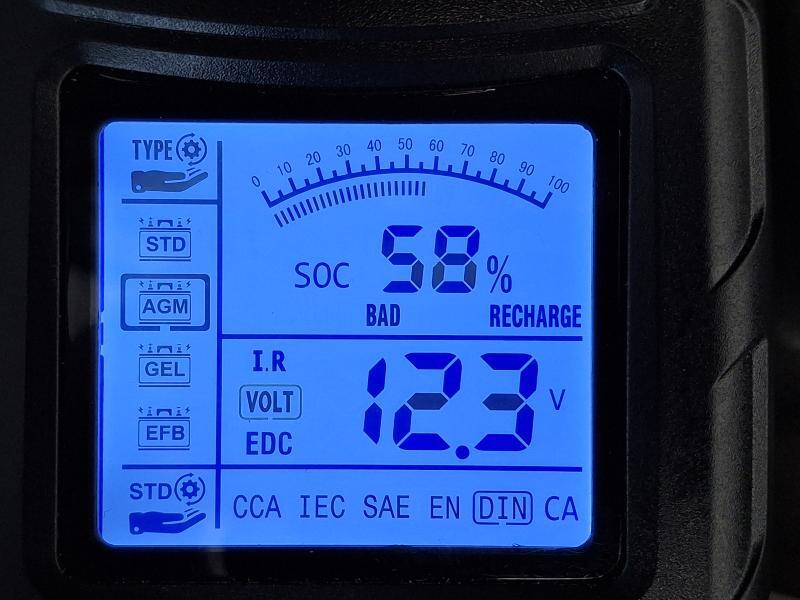 TYPE
0 10 20 30 40 50 60 70 80 90 100
STD
SOC 58%
AGM
BAD RECHARGE
GEL
I.R
VOLT 12.3 V
EFB
EDC
STD
CCA IEC SAE EN DIN CA